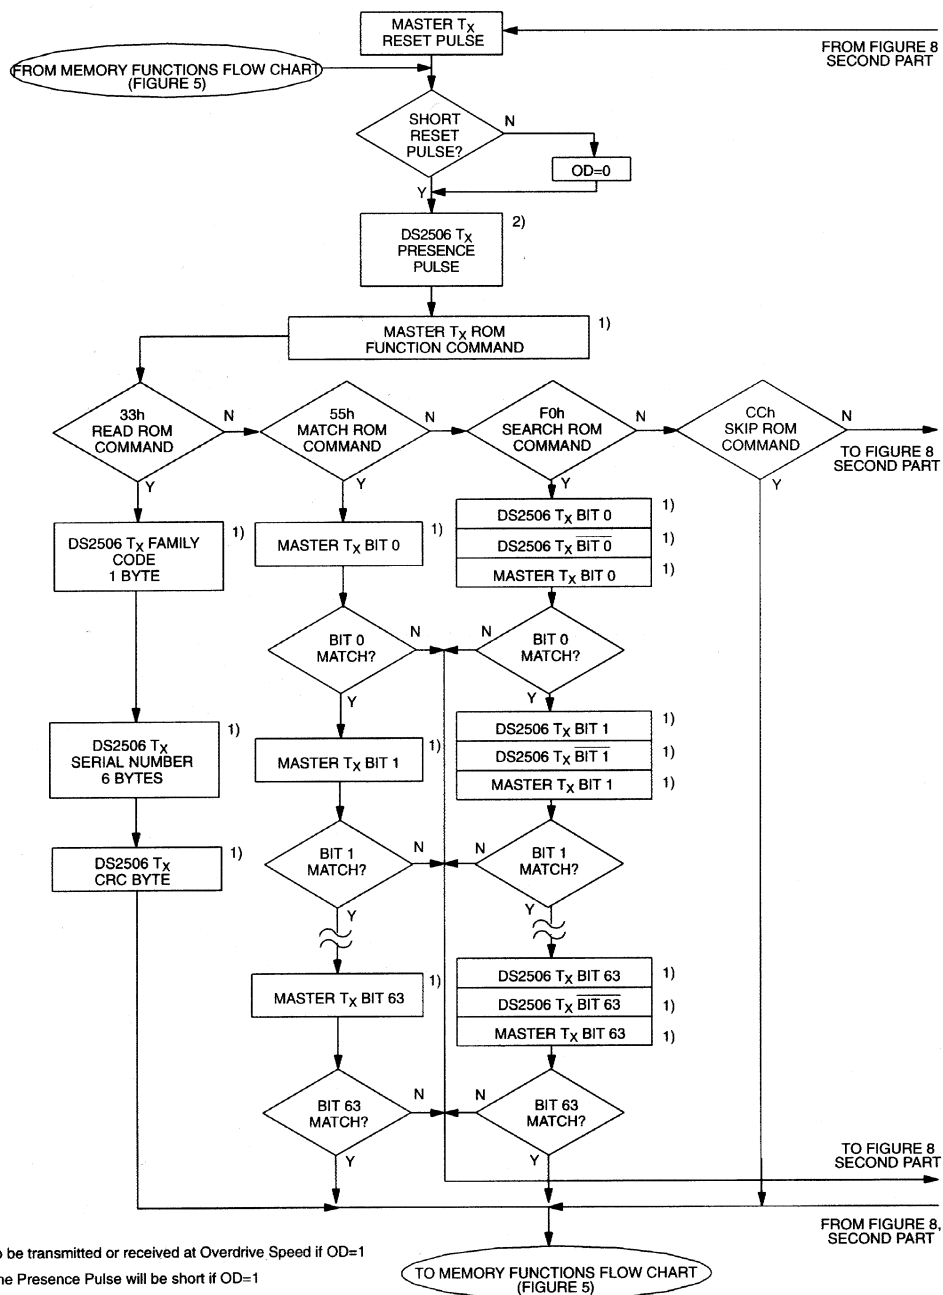 MASTER TX
RESET PULSE
FROM FIGURE 8
SECOND PART
FROM MEMORY FUNCTIONS FLOW CHART
(FIGURE 5)
SHORT
RESET
PULSE?
N
OD=0
Y
DS2506 TX
PRESENCE
PULSE
2)
MASTER TX ROM
FUNCTION COMMAND
1)
33h
READ ROM
COMMAND
N
Y
55h
MATCH ROM
COMMAND
N
Y
F0h
SEARCH ROM
COMMAND
N
Y
CCh
SKIP ROM
COMMAND
N
Y
TO FIGURE 8
SECOND PART
DS2506 TX FAMILY
CODE
1 BYTE
1)
MASTER TX BIT 0
1)
DS2506 TX BIT 0
1)
DS2506 TX BIT 0
1)
MASTER TX BIT 0
1)
BIT 0
MATCH?
N
Y
BIT 0
MATCH?
N
Y
DS2506 TX
SERIAL NUMBER
6 BYTES
1)
MASTER TX BIT 1
1)
DS2506 TX BIT 1
1)
DS2506 TX BIT 1
1)
MASTER TX BIT 1
1)
DS2506 TX
CRC BYTE
1)
BIT 1
MATCH?
N
Y
BIT 1
MATCH?
N
Y
MASTER TX BIT 63
1)
DS2506 TX BIT 63
1)
DS2506 TX BIT 63
1)
MASTER TX BIT 63
1)
BIT 63
MATCH?
N
Y
BIT 63
MATCH?
N
Y
TO FIGURE 8
SECOND PART
FROM FIGURE 8,
SECOND PART
be transmitted or received at Overdrive Speed if OD=1
Presence Pulse will be short if OD=1
TO MEMORY FUNCTIONS FLOW CHART
(FIGURE 5)